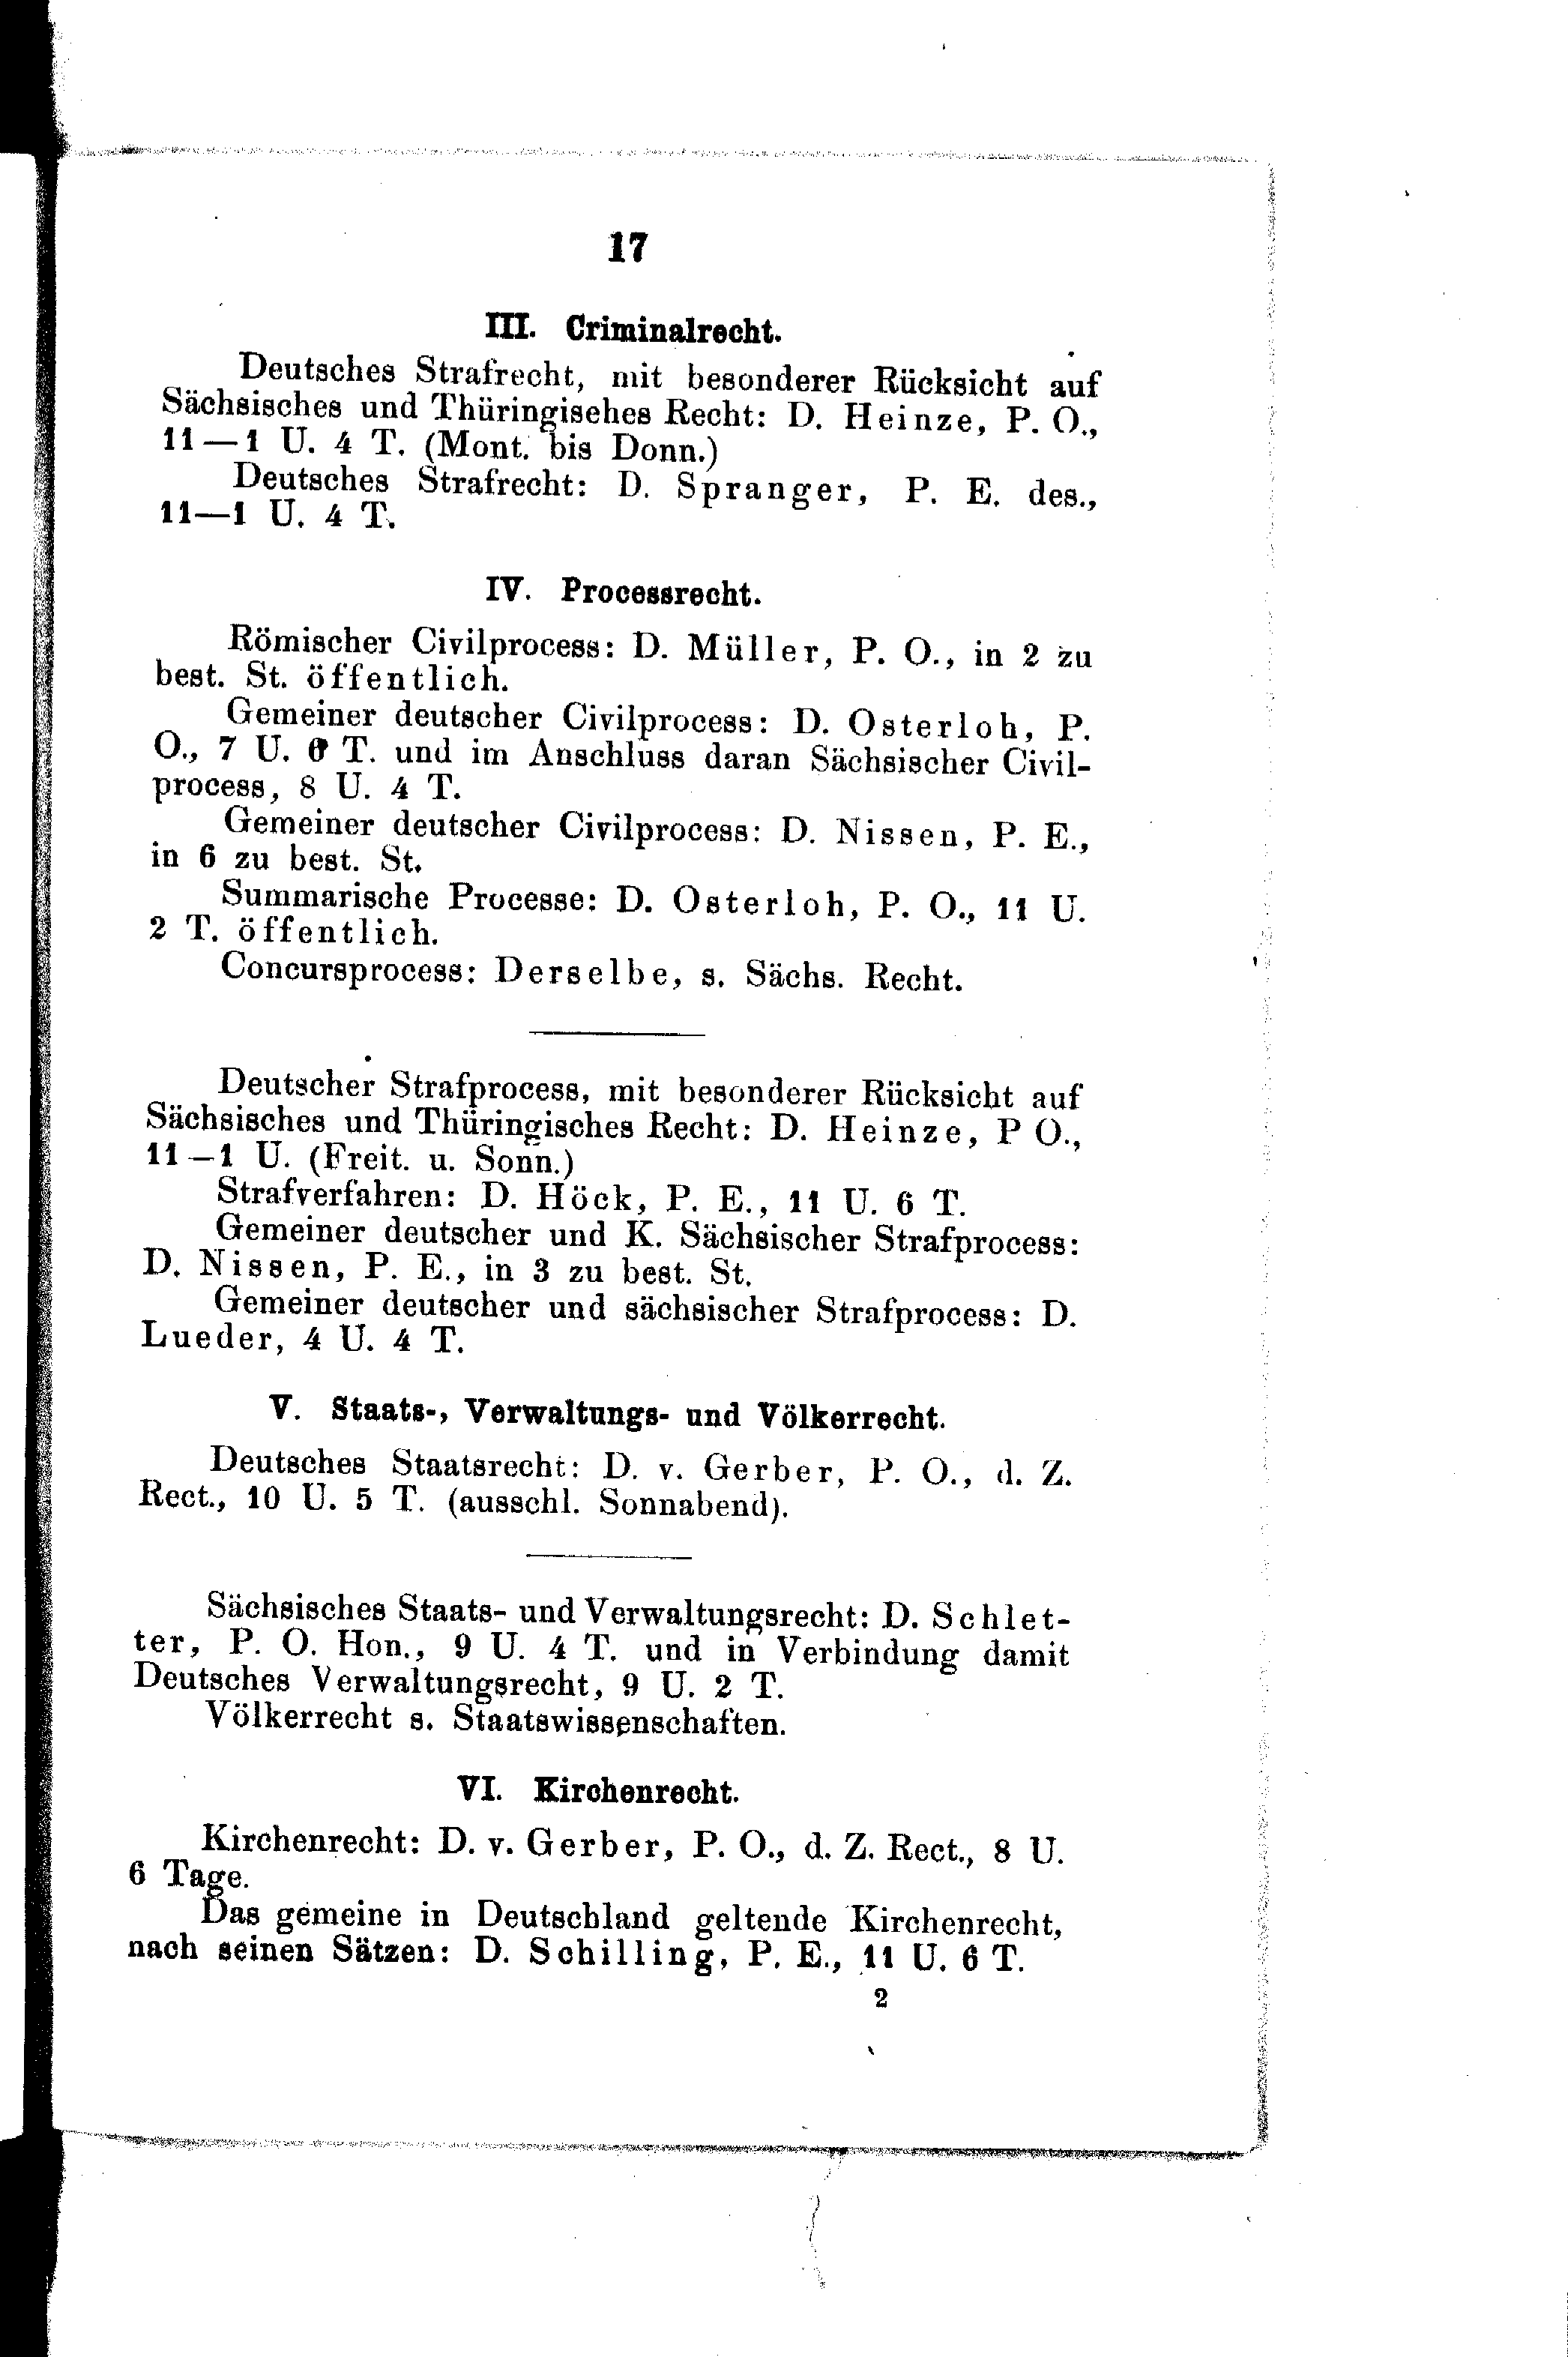 17
III. Criminalrecht.
Deutsches Strafrecht, mit besonderer Rücksicht auf
Sächsisches und Thüringisehes Recht: D. Heinze, P. O.,
11—1 U. 4 T. (Mont. bis Donn.)
Deutsches Strafrecht: D. Spranger, P. E. des.,
11—1 U. 4 T.
IV. Processrecht.
Römischer Civilprocess: D. Müller, P. O., in 2 zu
best. St. öffentlich.
Gemeiner deutscher Civilprocess: D. Osterloh, P.
O., 7 U. 6 T. und im Anschluss daran Sächsischer Civil-
process, 8 U. 4 T.
Gemeiner deutscher Civilprocess: D. Nissen, P. E.,
in 6 zu best. St.
Summarische Processe: D. Osterloh, P. O., 11 U.
2 T. öffentlich.
Concursprocess: Derselbe, s. Sächs. Recht.
Deutscher Strafprocess, mit besonderer Rücksicht auf
Sächsisches und Thüringisches Recht: D. Heinze, P O.,
11—1 U. (Freit. u. Sonn.)
Strafverfahren: D. Höck, P. E., 11 U. 6 T.
Gemeiner deutscher und K. Sächsischer Strafprocess:
D. Nissen, P. E., in 3 zu best. St.
Gemeiner deutscher und sächsischer Strafprocess: D.
Lueder, 4 U. 4 T.
V. Staats-, Verwaltungs- und Völkerrecht.
Deutsches Staatsrecht: D. v. Gerber, P. O., d. Z.
Rect., 10 U. 5 T. (ausschl. Sonnabend).
Sächsisches Staats- und Verwaltungsrecht: D. Schlet-
ter, P. O. Hon., 9 U. 4 T. und in Verbindung damit
Deutsches Verwaltungsrecht, 9 U. 2 T.
Völkerrecht s. Staatswissenschaften.
VI. Kirchenrecht.
Kirchenrecht: D. v. Gerber, P. O., d. Z. Rect., 8 U.
6 Tage.
Das gemeine in Deutschland geltende Kirchenrecht,
nach seinen Sätzen: D. Schilling, P. E., 11 U. 6 T.
2